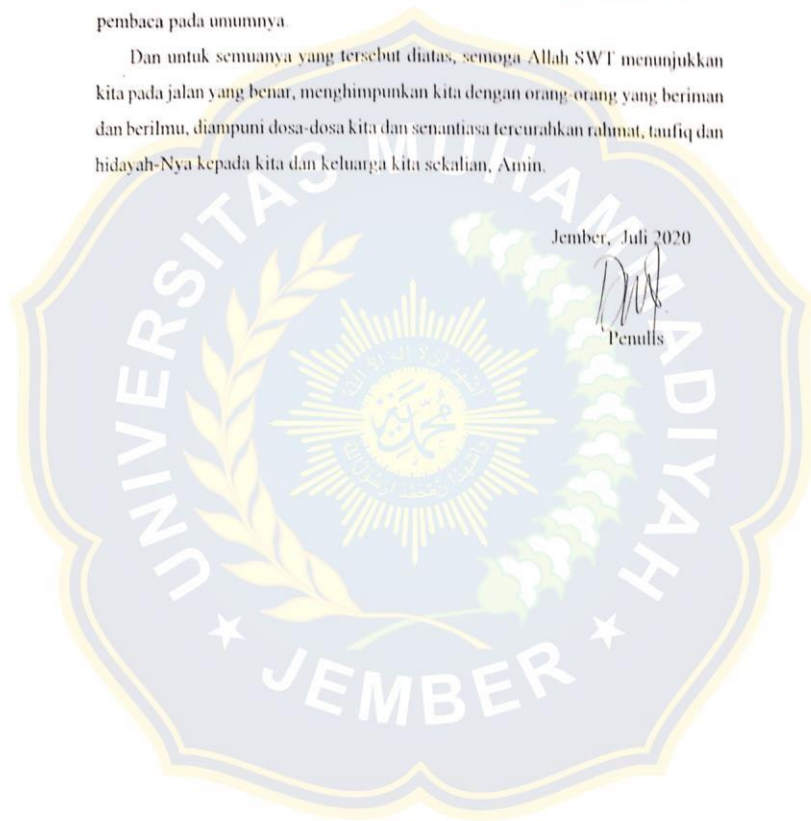 pembaca pada umumnya.
Dan untuk semuanya yang tersebut diatas, semoga Allah SWT menunjukkan
kita pada jalan yang benar, menghimpunkan kita dengan orang-orang yang beriman
dan berilmu, diampuni dosa-dosa kita dan senantiasa tercurahkan rahmat, taufiq dan
hidayah-Nya kepada kita dan keluarga kita sekalian, Amin.
Jember, Juli 2020
Penulis
UNIVERSITAS MUHAMMADIYAH
JEMBER
محمدية